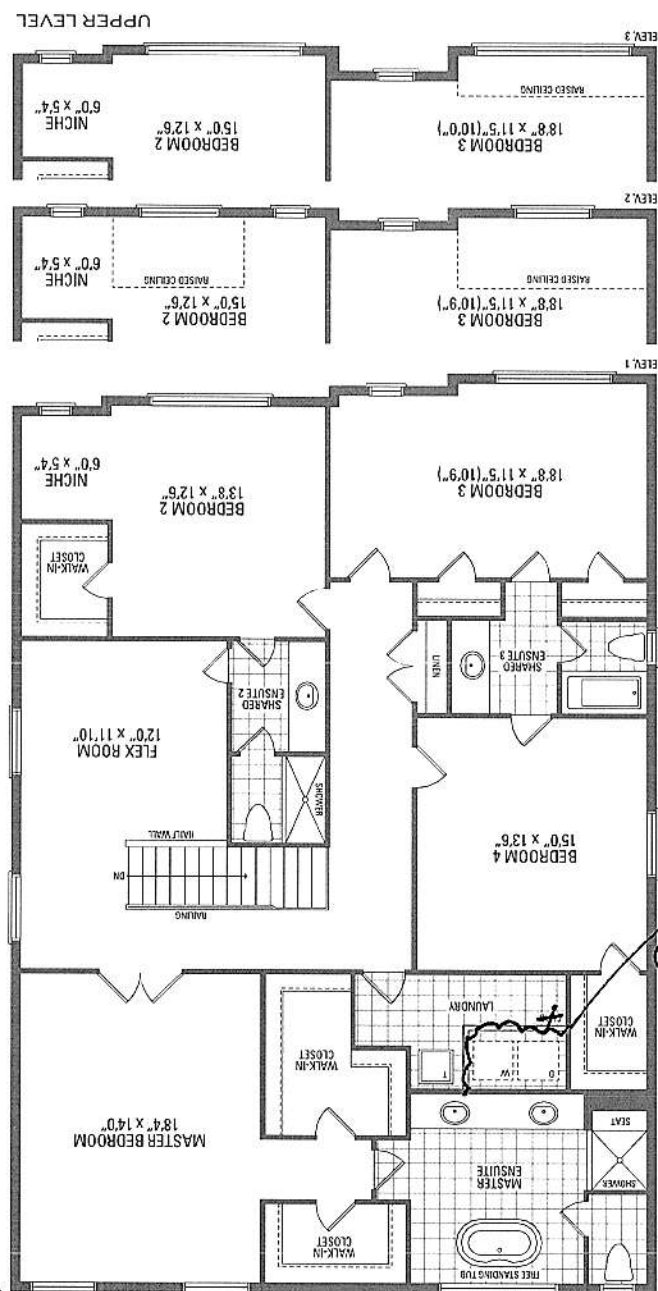 FREE STANDING TUB
WALK-IN
CLOSET
SHOWER
SEAT
MASTER
ENSUITE
MASTER BEDROOM
18'4" x 14'0"
WALK-IN
CLOSET
D
W
T
LAUNDRY
WALK-IN
CLOSET
RAILING
DN
HALF WALL
BEDROOM 4
15'0" x 13'6"
SHOWER
FLEX ROOM
12'0" x 11'10"
SHARED
ENSUITE 2
SHARED
ENSUITE 3
LINEN
WALK-IN
CLOSET
BEDROOM 3
18'8" x 11'5"(10'9")
BEDROOM 2
13'8" x 12'6"
NICHE
6'0" x 5'4"
ELEV. 1
BEDROOM 3
18'8" x 11'5"(10'9")
RAISED CEILING
BEDROOM 2
15'0" x 12'6"
RAISED CEILING
NICHE
6'0" x 5'4"
ELEV. 2
BEDROOM 3
18'8" x 11'5"(10'0")
RAISED CEILING
BEDROOM 2
15'0" x 12'6"
NICHE
6'0" x 5'4"
ELEV. 3
UPPER LEVEL